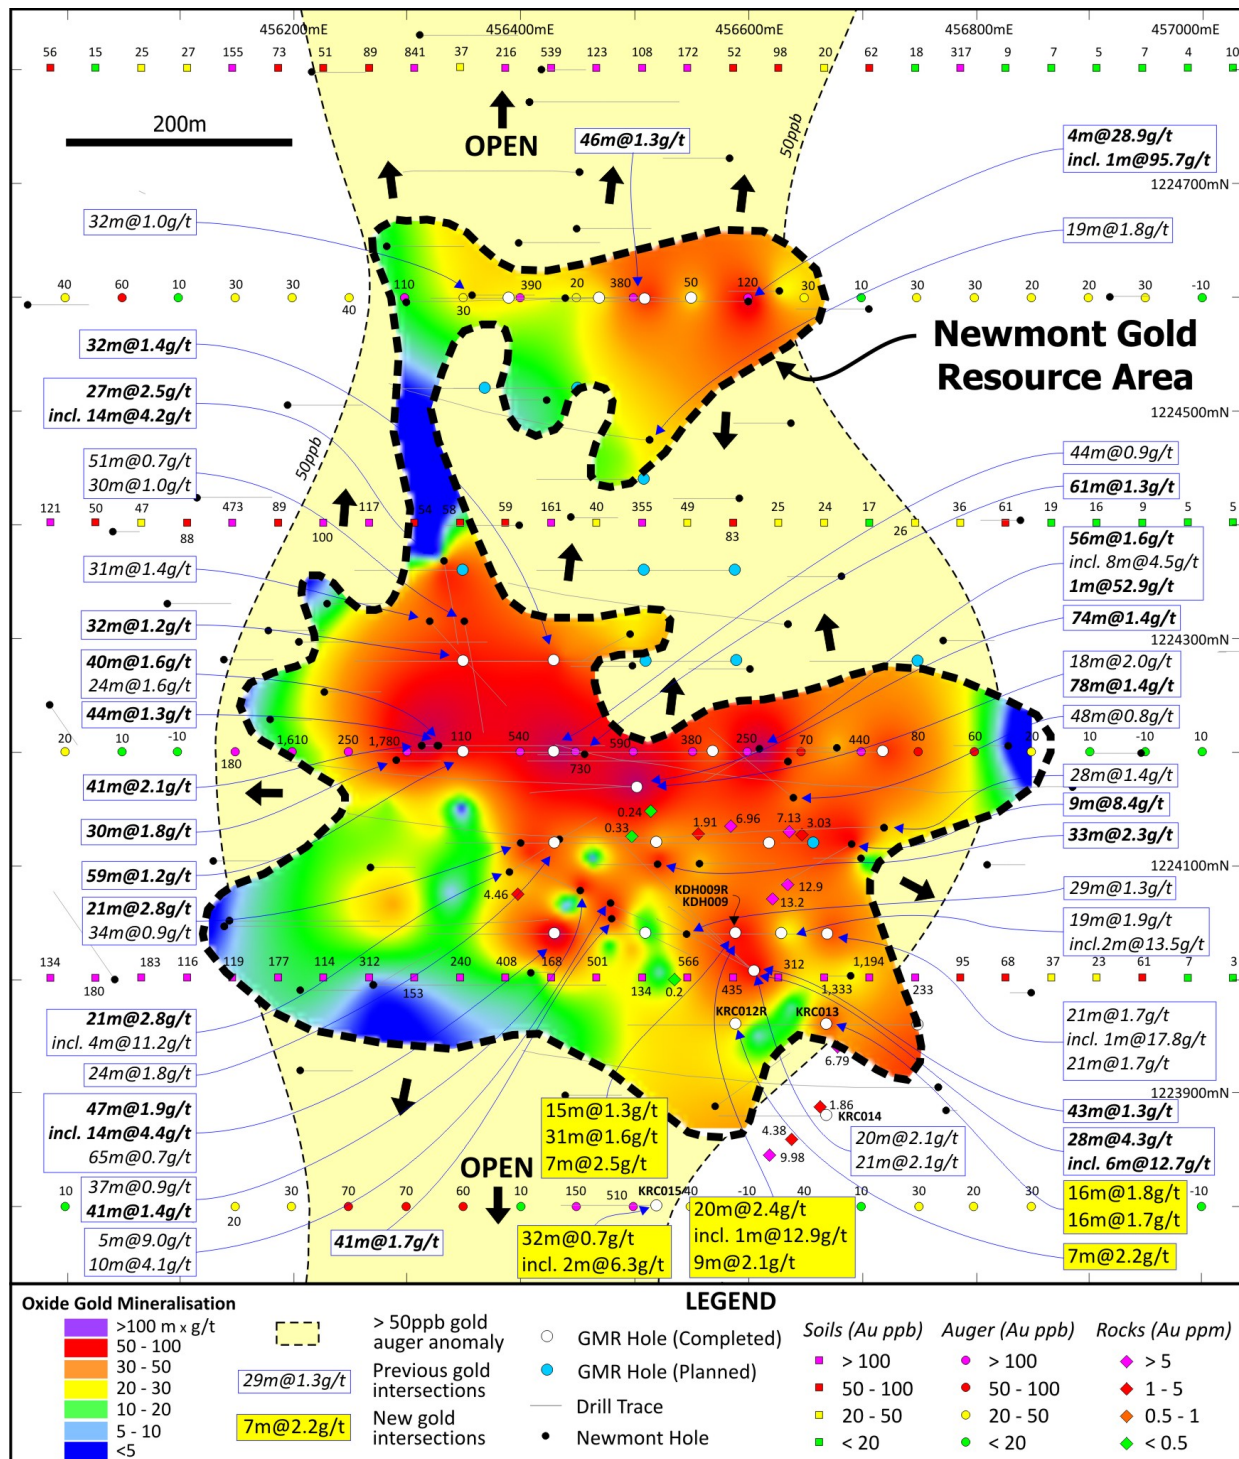 456200mE 456400mE 456600mE 456800mE 457000mE
56 15 25 27 155 73 51 89 841 37 216 539 123 108 172 52 98 20 62 18 317 9 7 5 7 4 10
200m
OPEN
50ppb
46m@1.3g/t
4m@28.9g/t
incl. 1m@95.7g/t
1224700mN
32m@1.0g/t
19m@1.8g/t
40 60 10 30 30 40 110 30 390 20 380 50 120 30 10 30 30 20 20 30 -10
Newmont Gold
Resource Area
32m@1.4g/t
27m@2.5g/t
incl. 14m@4.2g/t
1224500mN
50ppb
51m@0.7g/t
30m@1.0g/t
44m@0.9g/t
61m@1.3g/t
121 50 47 88 473 89 100 117 54 58 59 161 40 355 49 83 25 24 17 26 36 61 19 16 9 5 5
56m@1.6g/t
incl. 8m@4.5g/t
1m@52.9g/t
31m@1.4g/t
32m@1.2g/t
74m@1.4g/t
1224300mN
40m@1.6g/t
24m@1.6g/t
18m@2.0g/t
78m@1.4g/t
44m@1.3g/t
48m@0.8g/t
20 10 -10 180 1,610 250 1,780 110 540 730 590 380 250 70 440 80 60 20 10 -10 10
41m@2.1g/t
28m@1.4g/t
9m@8.4g/t
30m@1.8g/t
33m@2.3g/t
0.24
0.33
1.91
6.96
7.13
3.03
1224100mN
59m@1.2g/t
4.46
KDH009R
KDH009
12.9
13.2
29m@1.3g/t
21m@2.8g/t
34m@0.9g/t
19m@1.9g/t
incl.2m@13.5g/t
134 180 183 116 119 177 114 312 153 240 408 168 501 134 566 435 312 1,333 1,194 233 95 68 37 23 61 7 3
0.2
21m@2.8g/t
incl. 4m@11.2g/t
KRC012R
KRC013
21m@1.7g/t
incl. 1m@17.8g/t
21m@1.7g/t
6.79
24m@1.8g/t
1223900mN
47m@1.9g/t
incl. 14m@4.4g/t
65m@0.7g/t
15m@1.3g/t
31m@1.6g/t
7m@2.5g/t
1.86
KRC014
4.38
9.98
43m@1.3g/t
20m@2.1g/t
21m@2.1g/t
28m@4.3g/t
incl. 6m@12.7g/t
OPEN
37m@0.9g/t
41m@1.4g/t
16m@1.8g/t
16m@1.7g/t
KRC015
10 20 30 70 70 60 10 150 510 -10 40 10 20 30 -10
5m@9.0g/t
10m@4.1g/t
41m@1.7g/t
32m@0.7g/t
incl. 2m@6.3g/t
20m@2.4g/t
incl. 1m@12.9g/t
9m@2.1g/t
7m@2.2g/t
LEGEND
Oxide Gold Mineralisation
>100 m x g/t
50 - 100
30 - 50
20 - 30
10 - 20
5 - 10
<5
> 50ppb gold
auger anomaly
29m@1.3g/t
Previous gold
intersections
7m@2.2g/t
New gold
intersections
GMR Hole (Completed)
GMR Hole (Planned)
Drill Trace
Newmont Hole
Soils (Au ppb)
> 100
50 - 100
20 - 50
< 20
Auger (Au ppb)
> 100
50 - 100
20 - 50
< 20
Rocks (Au ppm)
> 5
1 - 5
0.5 - 1
< 0.5